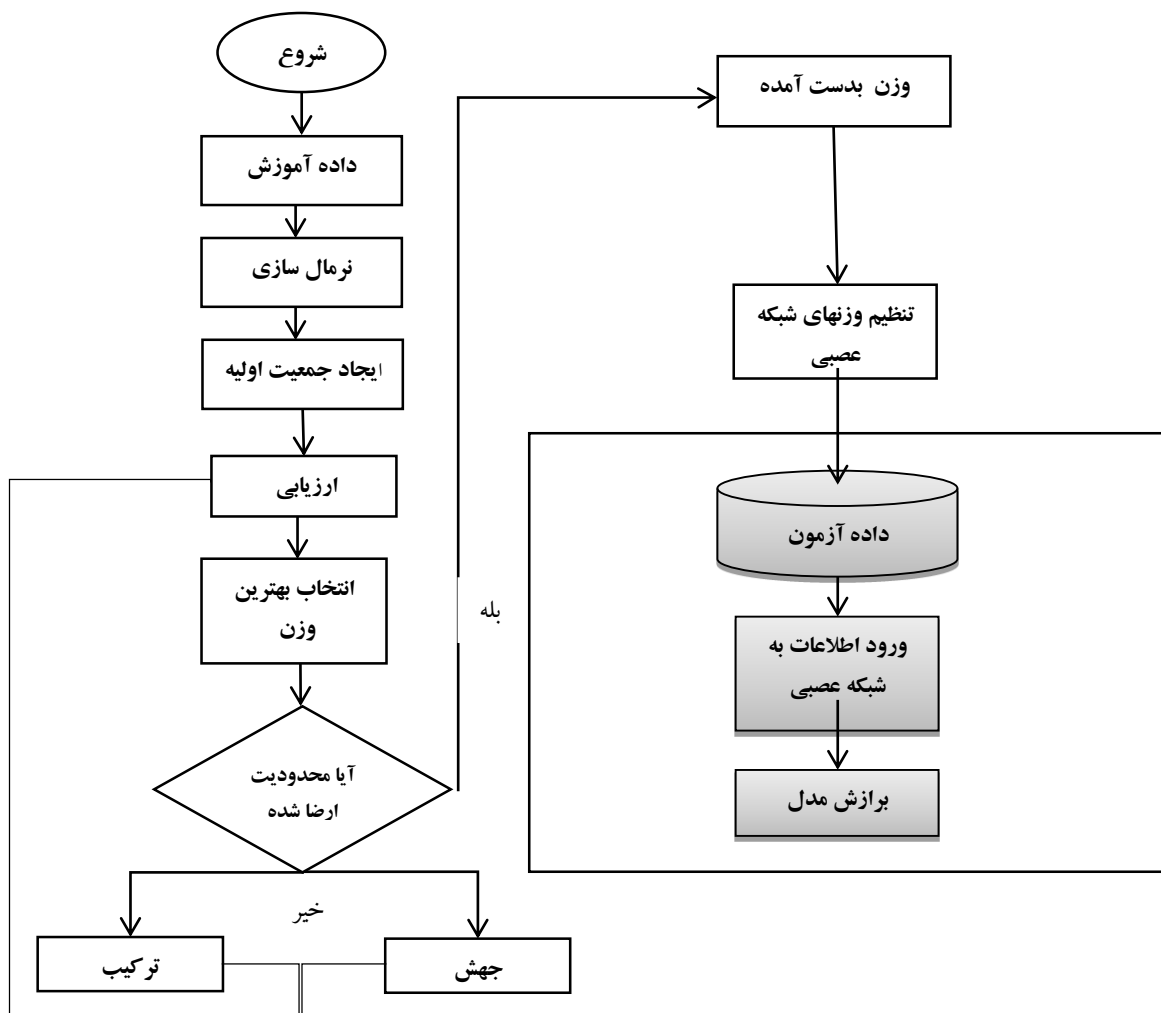 شروع
داده آموزش
نرمال سازی
ایجاد جمعیت اولیه
ارزیابی
انتخاب بهترین
وزن
آیا محدودیت
ارضا شده
خیر
جهش
ترکیب
بله
وزن بدست آمده
تنظیم وزنهای شبکه
عصبی
داده آزمون
ورود اطلاعات به
شبکه عصبی
برازش مدل